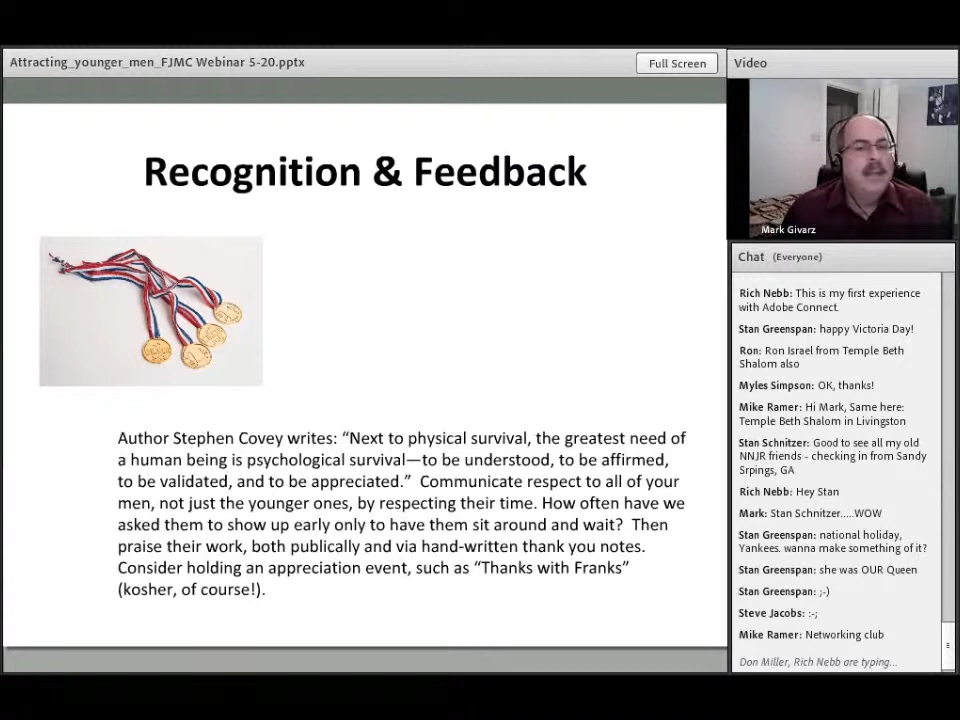 Attracting_younger_men_FJMC Webinar 5-20.pptx
Full Screen
Recognition & Feedback
Author Stephen Covey writes: “Next to physical survival, the greatest need of
a human being is psychological survival—to be understood, to be affirmed,
to be validated, and to be appreciated.”  Communicate respect to all of your
men, not just the younger ones, by respecting their time. How often have we
asked them to show up early only to have them sit around and wait?  Then
praise their work, both publically and via hand-written thank you notes.
Consider holding an appreciation event, such as “Thanks with Franks”
(kosher, of course!).
Video
Mark Givarz
Chat (Everyone)
Rich Nebb: This is my first experience
with Adobe Connect.
Stan Greenspan: happy Victoria Day!
Ron: Ron Israel from Temple Beth
Shalom also
Myles Simpson: OK, thanks!
Mike Ramer: Hi Mark, Same here:
Temple Beth Shalom in Livingston
Stan Schnitzer: Good to see all my old
NNJR friends - checking in from Sandy
Srpings, GA
Rich Nebb: Hey Stan
Mark: Stan Schnitzer.....WOW
Stan Greenspan: national holiday,
Yankees. wanna make something of it?
Stan Greenspan: she was OUR Queen
Stan Greenspan: ;-)
Steve Jacobs: :-;
Mike Ramer: Networking club
Don Miller, Rich Nebb are typing...